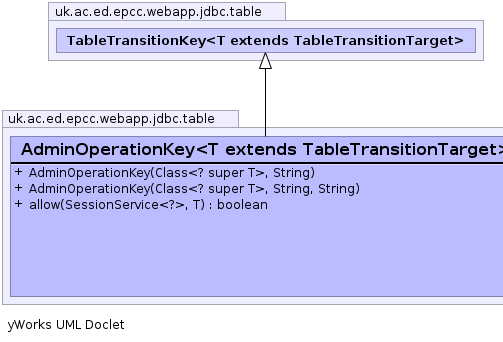 uk.ac.ed.epcc.webapp.jdbc.table
TableTransitionKey<T extends TableTransitionTarget>
uk.ac.ed.epcc.webapp.jdbc.table
AdminOperationKey<T extends TableTransitionTarget>
+ AdminOperationKey(Class<? super T>, String)
+ AdminOperationKey(Class<? super T>, String, String)
+ allow(SessionService<?>, T) : boolean
yWorks UML Doclet